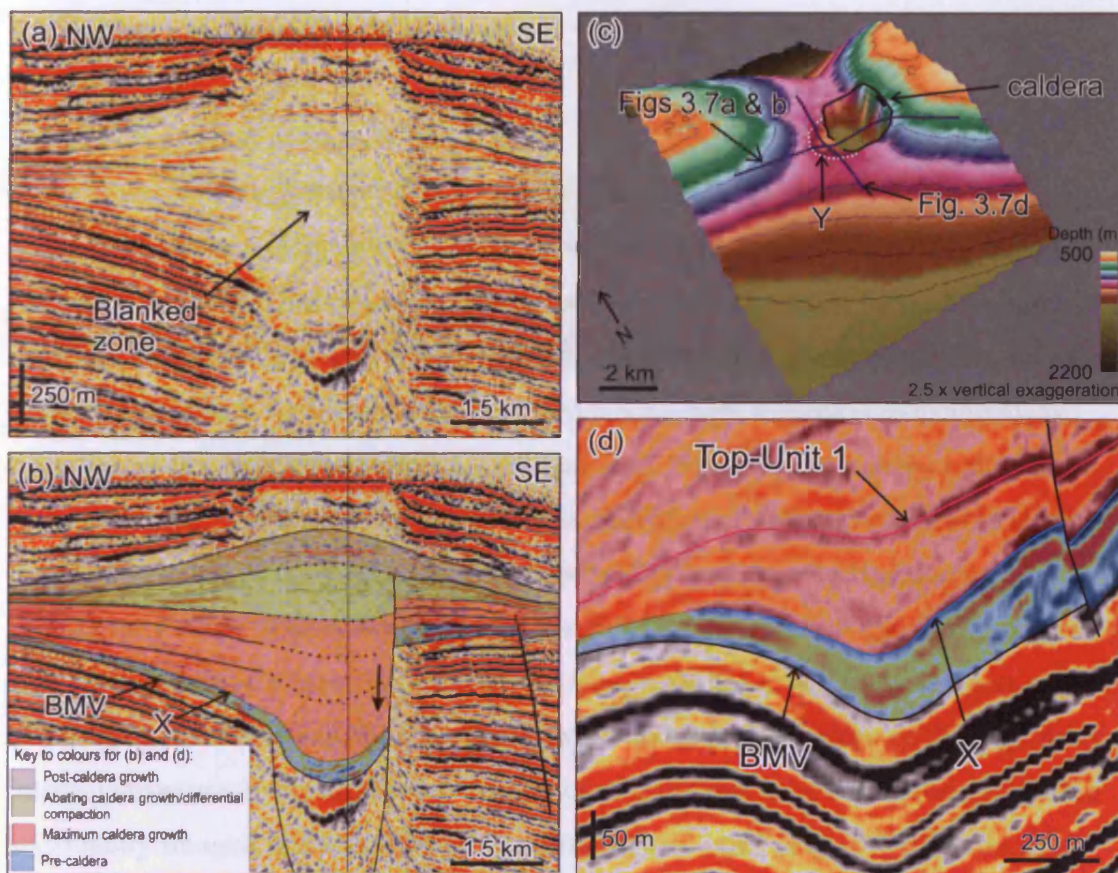 (a) NW
SE
Blanked
zone
250 m
1.5 km
(b) NW
SE
BMV
X
Key to colours for (b) and (d):
Post-caldera growth
Abating caldera growth/differential
compaction
Maximum caldera growth
Pre-caldera
1.5 km
(c)
caldera
Figs 3.7a & b
Y
Fig. 3.7d
Depth (m
500
2200
N
2 km
2.5 x vertical exaggeration
(d)
Top-Unit 1
BMV
X
50 m
250 m